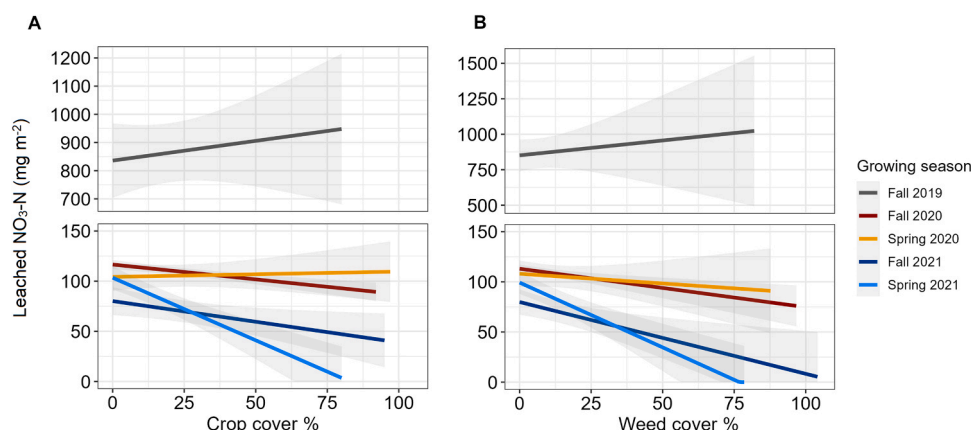 A
B
Leached NO₃-N (mg m⁻²)
1200
1100
1000
900
800
700
1500
1250
1000
750
500
150
100
50
0
150
100
50
0
0 25 50 75 100
0 25 50 75 100
Crop cover %
Weed cover %
Growing season
Fall 2019
Fall 2020
Spring 2020
Fall 2021
Spring 2021